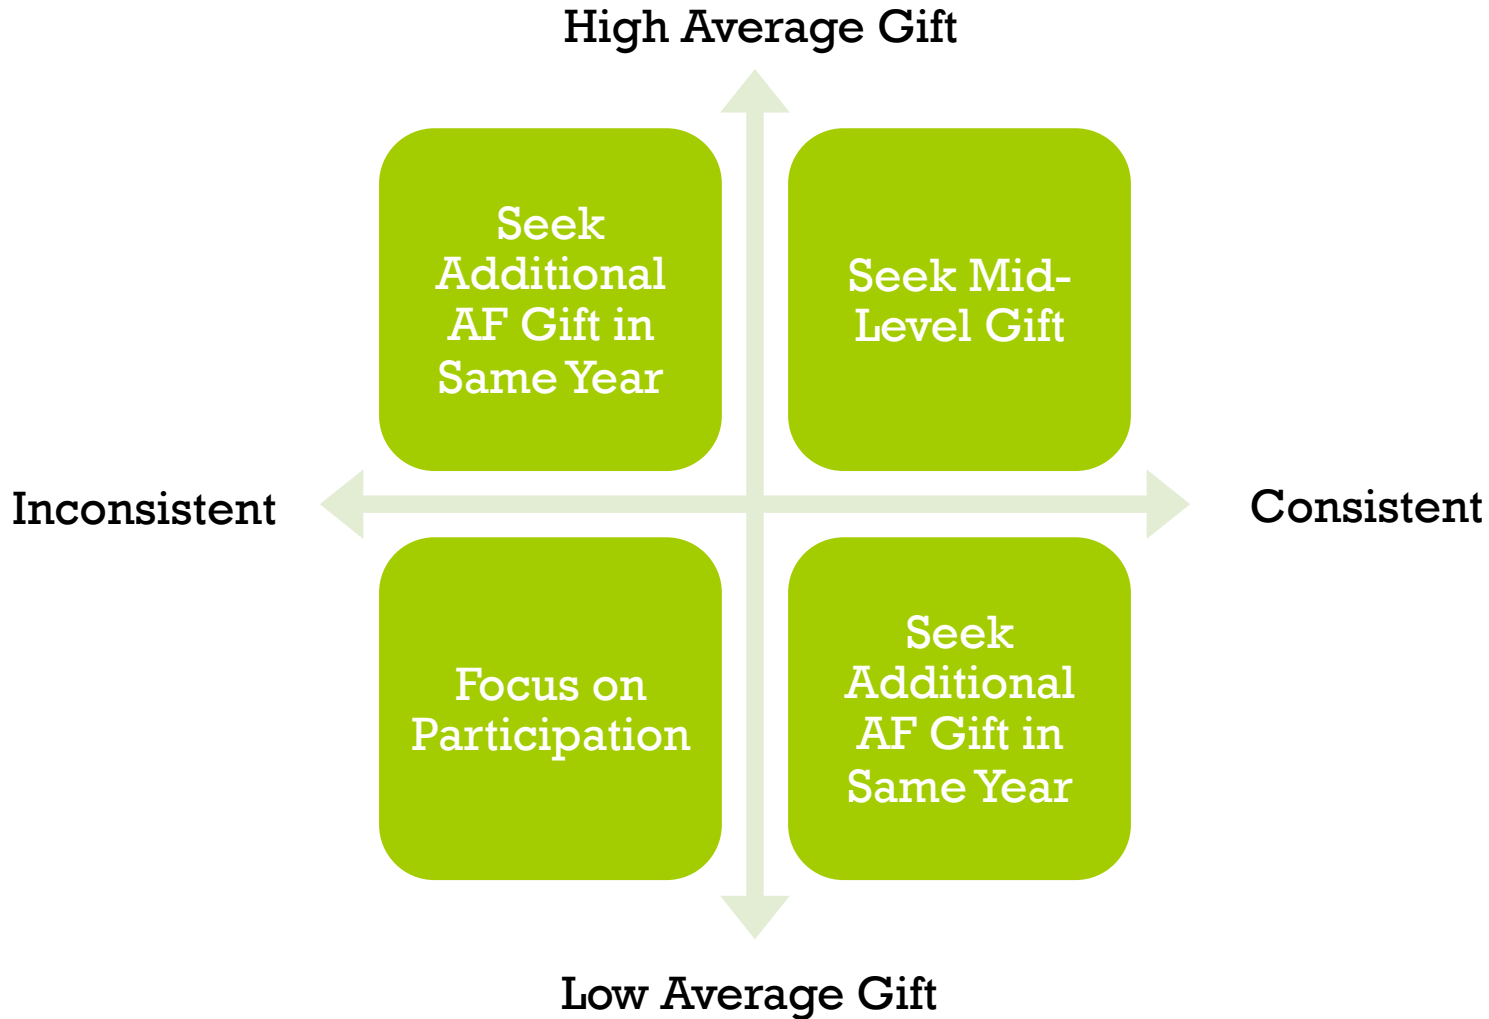 High Average Gift
Seek
Additional
AF Gift in
Same Year
Seek Mid-
Level Gift
Inconsistent
Consistent
Focus on
Participation
Seek
Additional
AF Gift in
Same Year
Low Average Gift